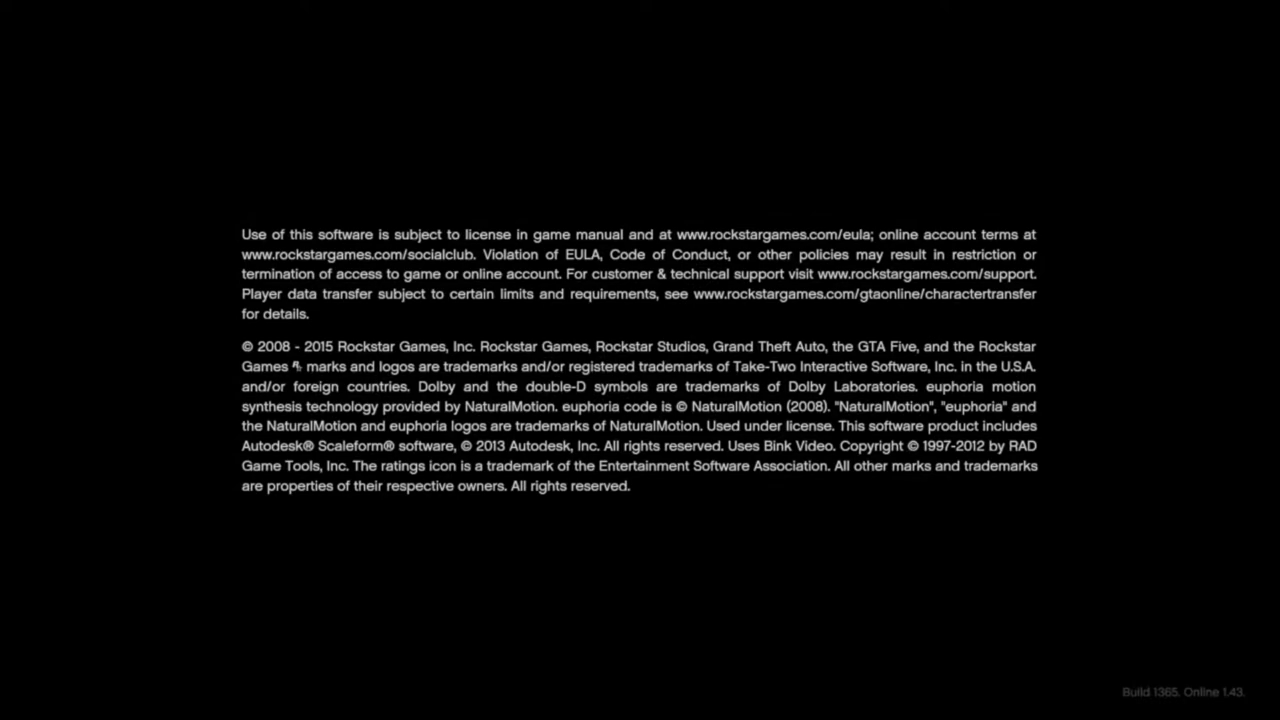 Use of this software is subject to license in game manual and at www.rockstargames.com/eula; online account terms at
www.rockstargames.com/socialclub. Violation of EULA, Code of Conduct, or other policies may result in restriction or
termination of access to game or online account. For customer & technical support visit www.rockstargames.com/support.
Player data transfer subject to certain limits and requirements, see www.rockstargames.com/gtaonline/charactertransfer
for details.
© 2008 - 2015 Rockstar Games, Inc. Rockstar Games, Rockstar Studios, Grand Theft Auto, the GTA Five, and the Rockstar
Games marks and logos are trademarks and/or registered trademarks of Take-Two Interactive Software, Inc. in the U.S.A.
and/or foreign countries. Dolby and the double-D symbols are trademarks of Dolby Laboratories. euphoria motion
synthesis technology provided by NaturalMotion. euphoria code is © NaturalMotion (2008). "NaturalMotion", "euphoria" and
the NaturalMotion and euphoria logos are trademarks of NaturalMotion. Used under license. This software product includes
Autodesk® Scaleform® software, © 2013 Autodesk, Inc. All rights reserved. Uses Bink Video. Copyright © 1997-2012 by RAD
Game Tools, Inc. The ratings icon is a trademark of the Entertainment Software Association. All other marks and trademarks
are properties of their respective owners. All rights reserved.
Build 1365. Online 1.43.